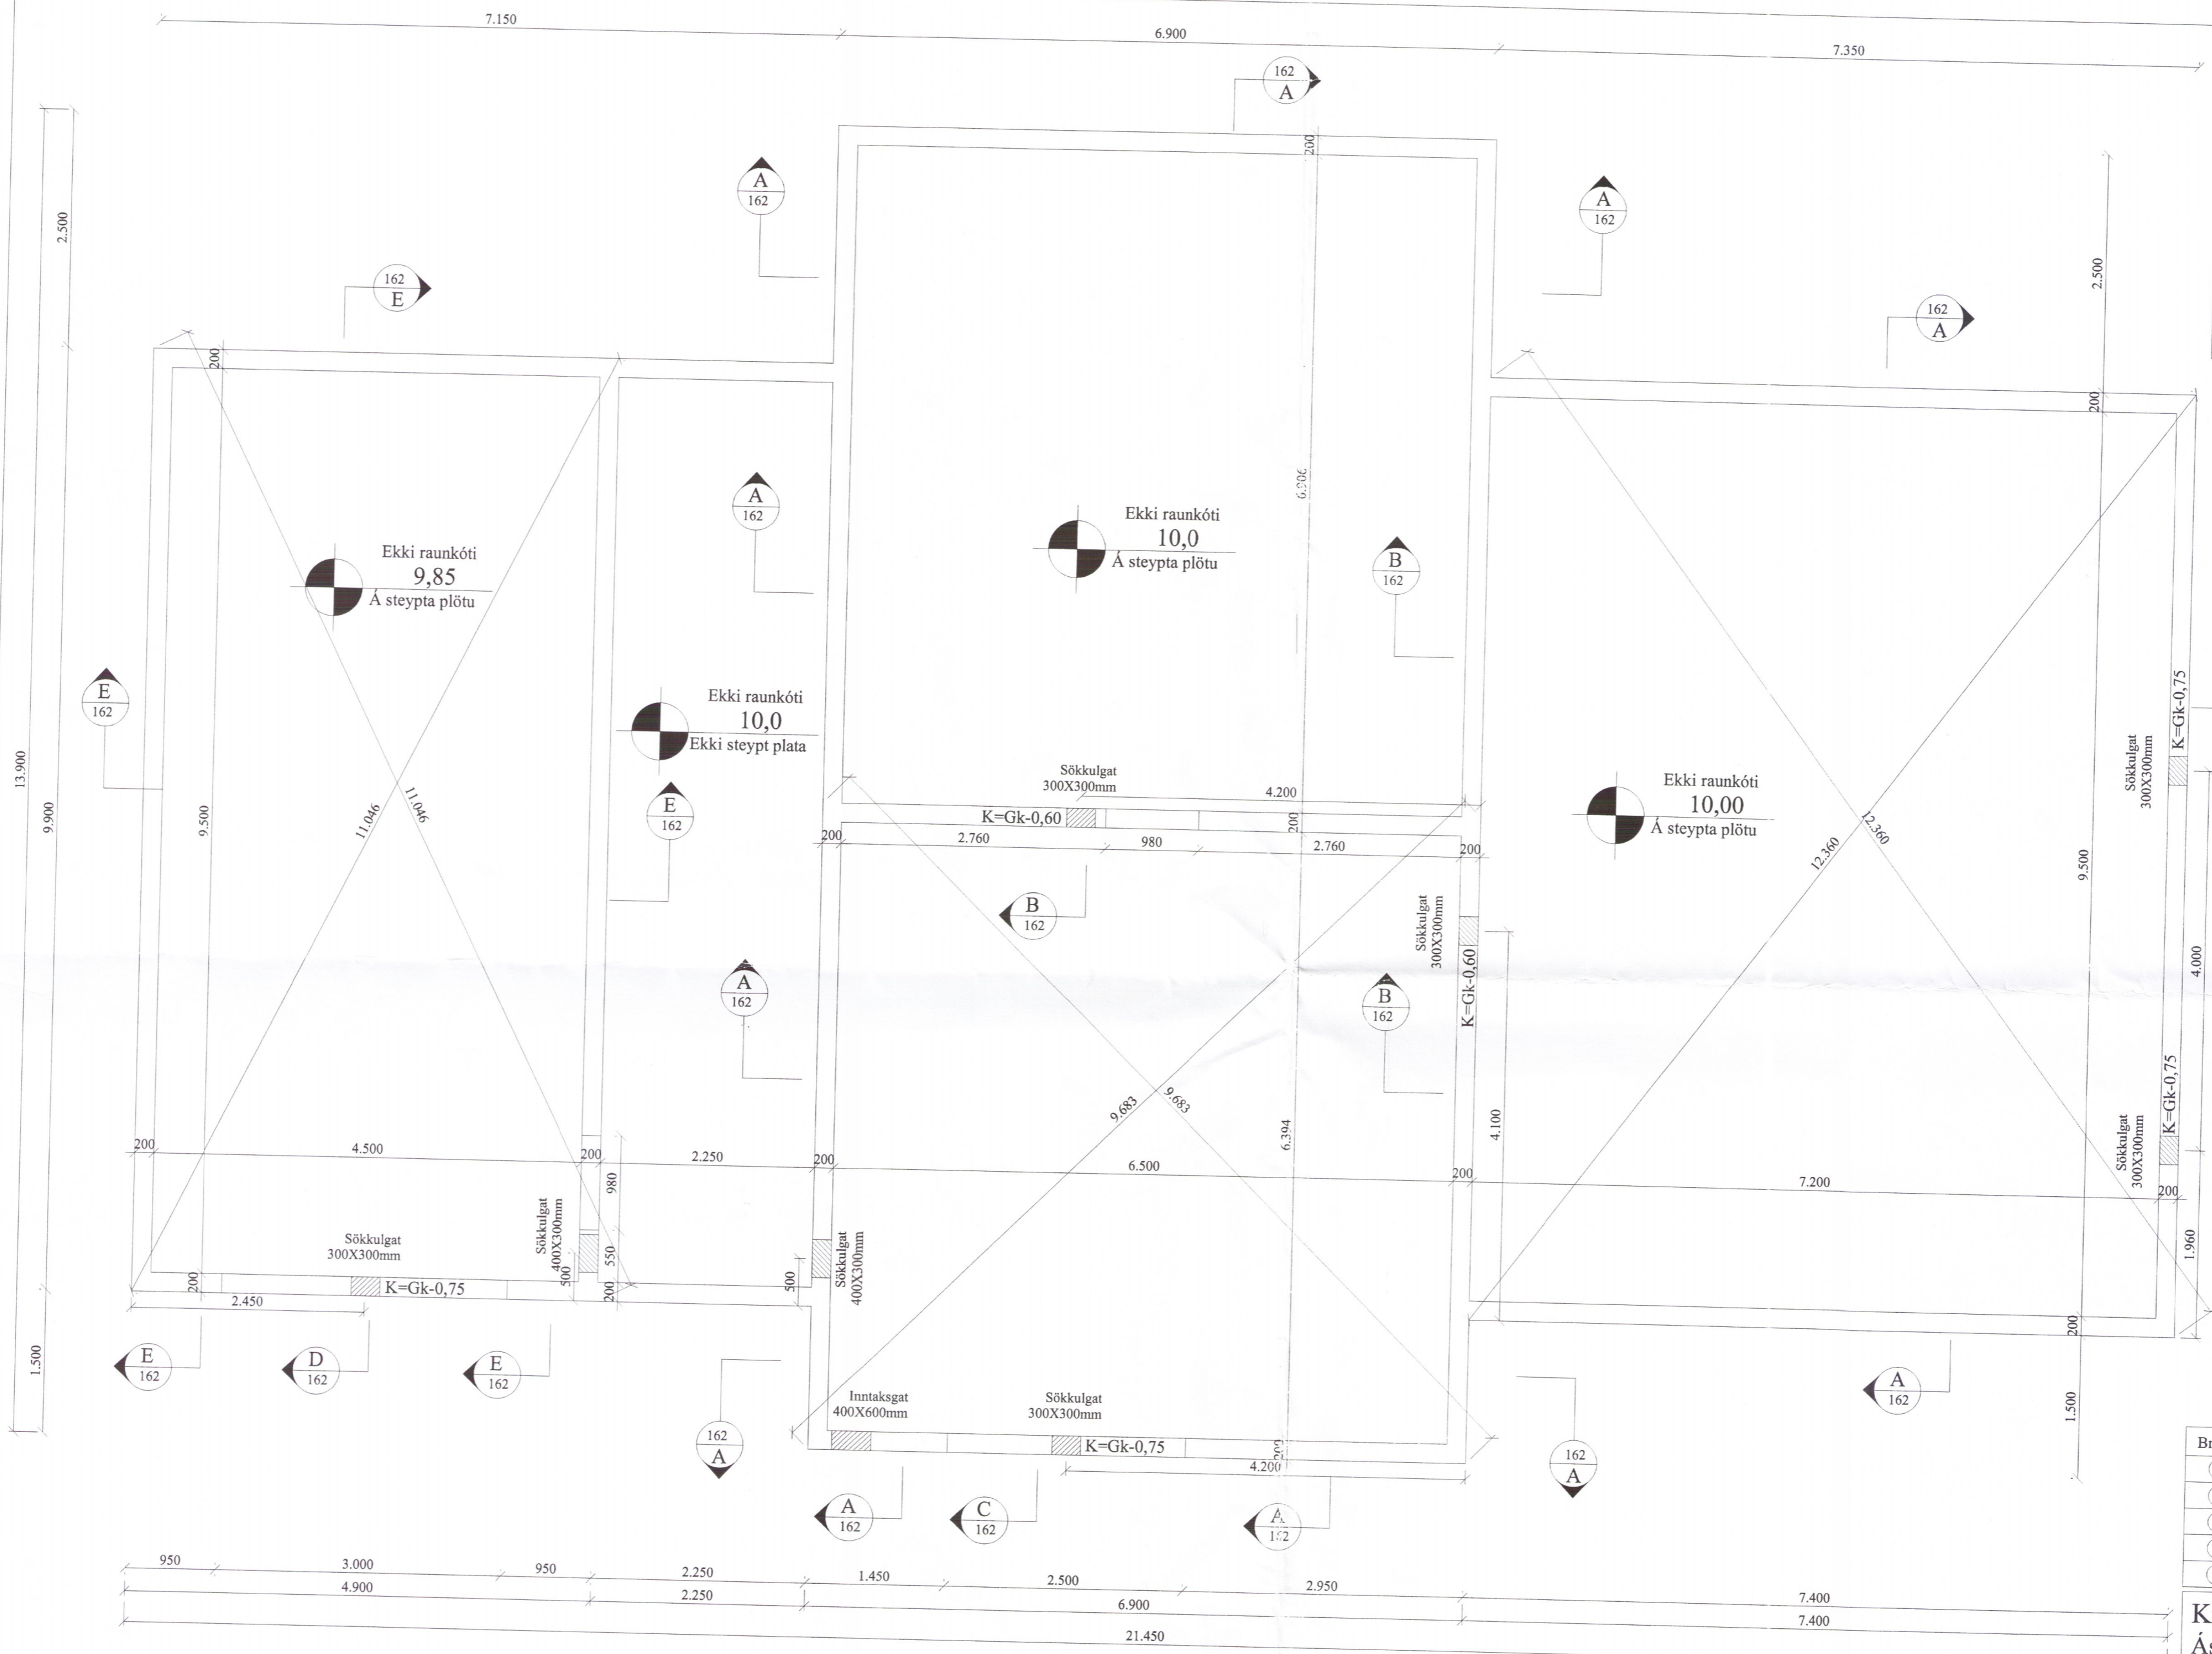 7.150
6.900
7.350
162
A
200
A
162
A
162
2.500
2.500
162
E
162
A
200
200
6.906
A
162
Ekki raunkóti
10,0
Á steypta plötu
B
162
Ekki raunkóti
9,85
Á steypta plötu
E
162
Ekki raunkóti
10,0
Ekki steypt plata
K=Gk-0,75
Sökkulgat
300X300mm
13.900
9.900
9.500
11.046
11.046
E
162
Sökkulgat
300X300mm
4.200
K=Gk-0,60
200
200
2.760
980
2.760
200
Ekki raunkóti
10,00
Á steypta plötu
12.360
12.360
9.500
B
162
Sökkulgat
300X300mm
K=Gk-0,60
A
162
B
162
4.000
9.683
9.683
6.394
4.100
K=Gk-0,75
Sökkulgat
300X300mm
200
4.500
200
2.250
200
6.500
200
7.200
200
980
Sökkulgat
400X300mm
550
500
200
Sökkulgat
300X300mm
200
K=Gk-0,75
2.450
500
Sökkulgat
400X300mm
1.960
200
1.500
E
162
D
162
E
162
A
162
1.500
Inntaksgat
400X600mm
Sökkulgat
300X300mm
K=Gk-0,75
200
4.200
162
A
162
A
A
162
C
162
A
162
950
3.000
950
2.250
1.450
2.500
2.950
7.400
4.900
2.250
6.900
7.400
21.450